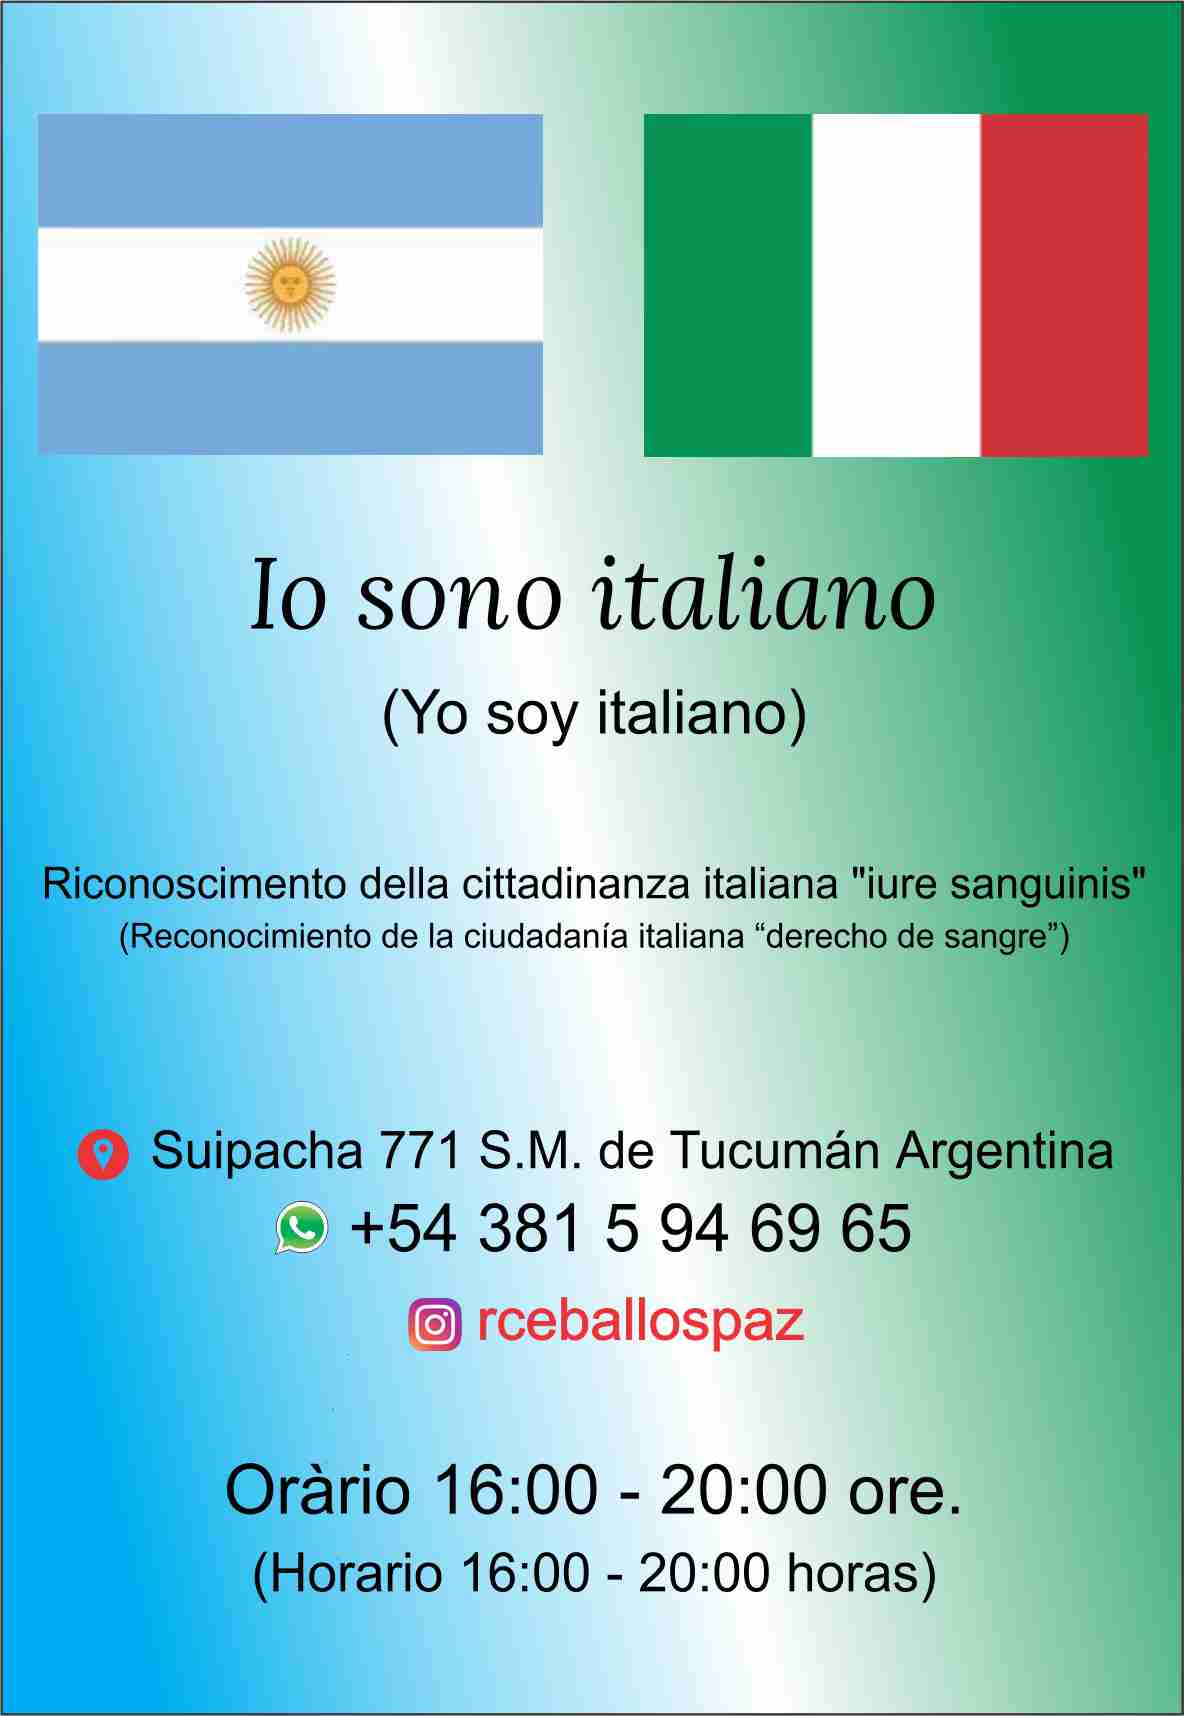 Io sono italiano
(Yo soy italiano)
Riconoscimento della cittadinanza italiana "iure sanguinis"
(Reconocimiento de la ciudadanía italiana “derecho de sangre”)
Suipacha 771 S.M. de Tucumán Argentina
+54 381 5 94 69 65
rceballospaz
Oràrio 16:00 - 20:00 ore.
(Horario 16:00 - 20:00 horas)